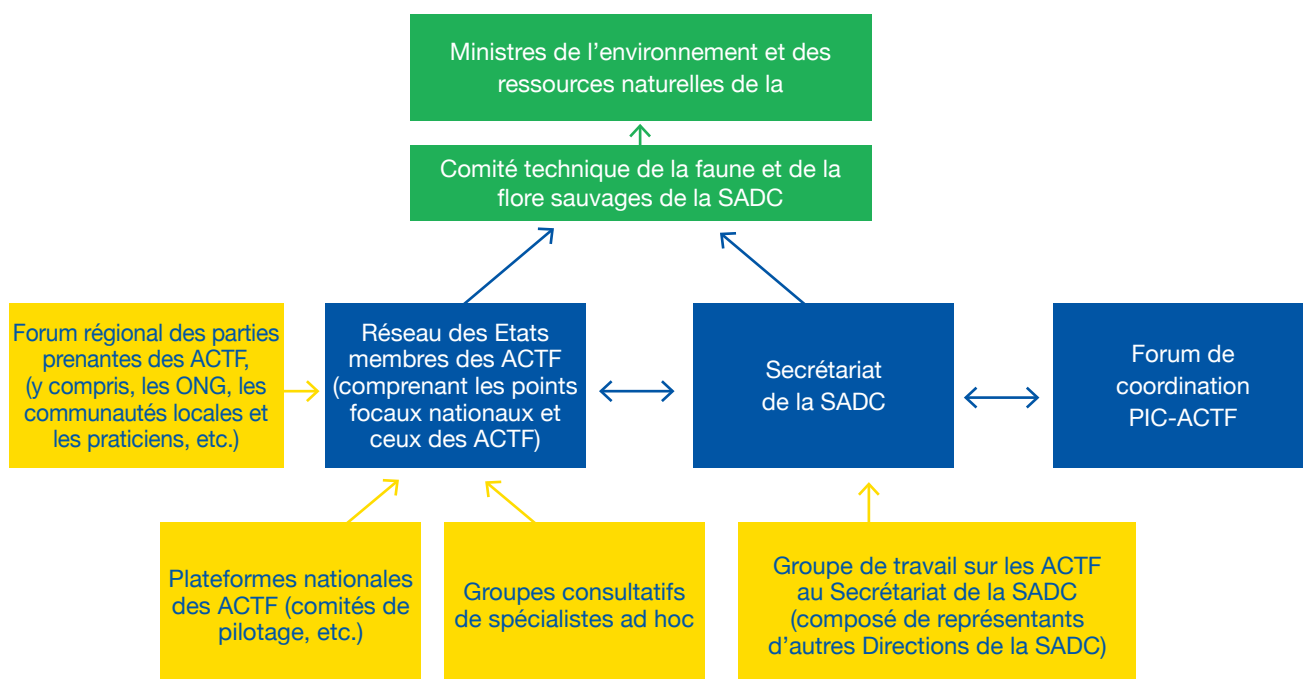 Ministres de l’environnement et des
ressources naturelles de la
Comité technique de la faune et de la
flore sauvages de la SADC
Forum régional des parties
prenantes des ACTF,
(y compris, les ONG, les
communautés locales et
les praticiens, etc.)
Réseau des Etats
membres des ACTF
(comprenant les points
focaux nationaux et
ceux des ACTF)
Secrétariat
de la SADC
Forum de
coordination
PIC-ACTF
Plateformes nationales
des ACTF (comités de
pilotage, etc.)
Groupes consultatifs
de spécialistes ad hoc
Groupe de travail sur les ACTF
au Secrétariat de la SADC
(composé de représentants
d’autres Directions de la SADC)